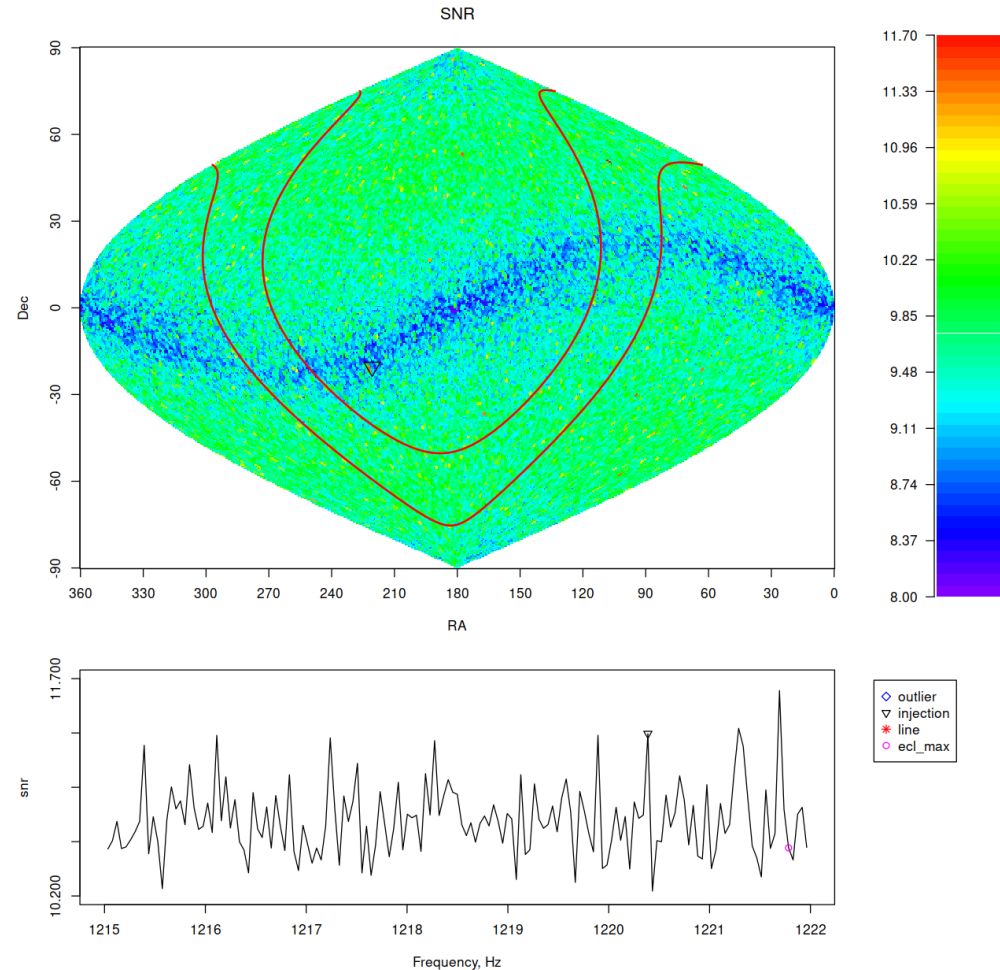 SNR
90
60
30
0
30
-60
-90
Dec
360 330 300 270 240 210 180 150 120 90 60 30 0
RA
11.70
11.33
10.96
10.59
10.22
9.85
9.48
9.11
8.74
8.37
8.00
11.700
10.200
snr
1215 1216 1217 1218 1219 1220 1221 1222
Frequency, Hz
outlier
injection
line
ecl_max